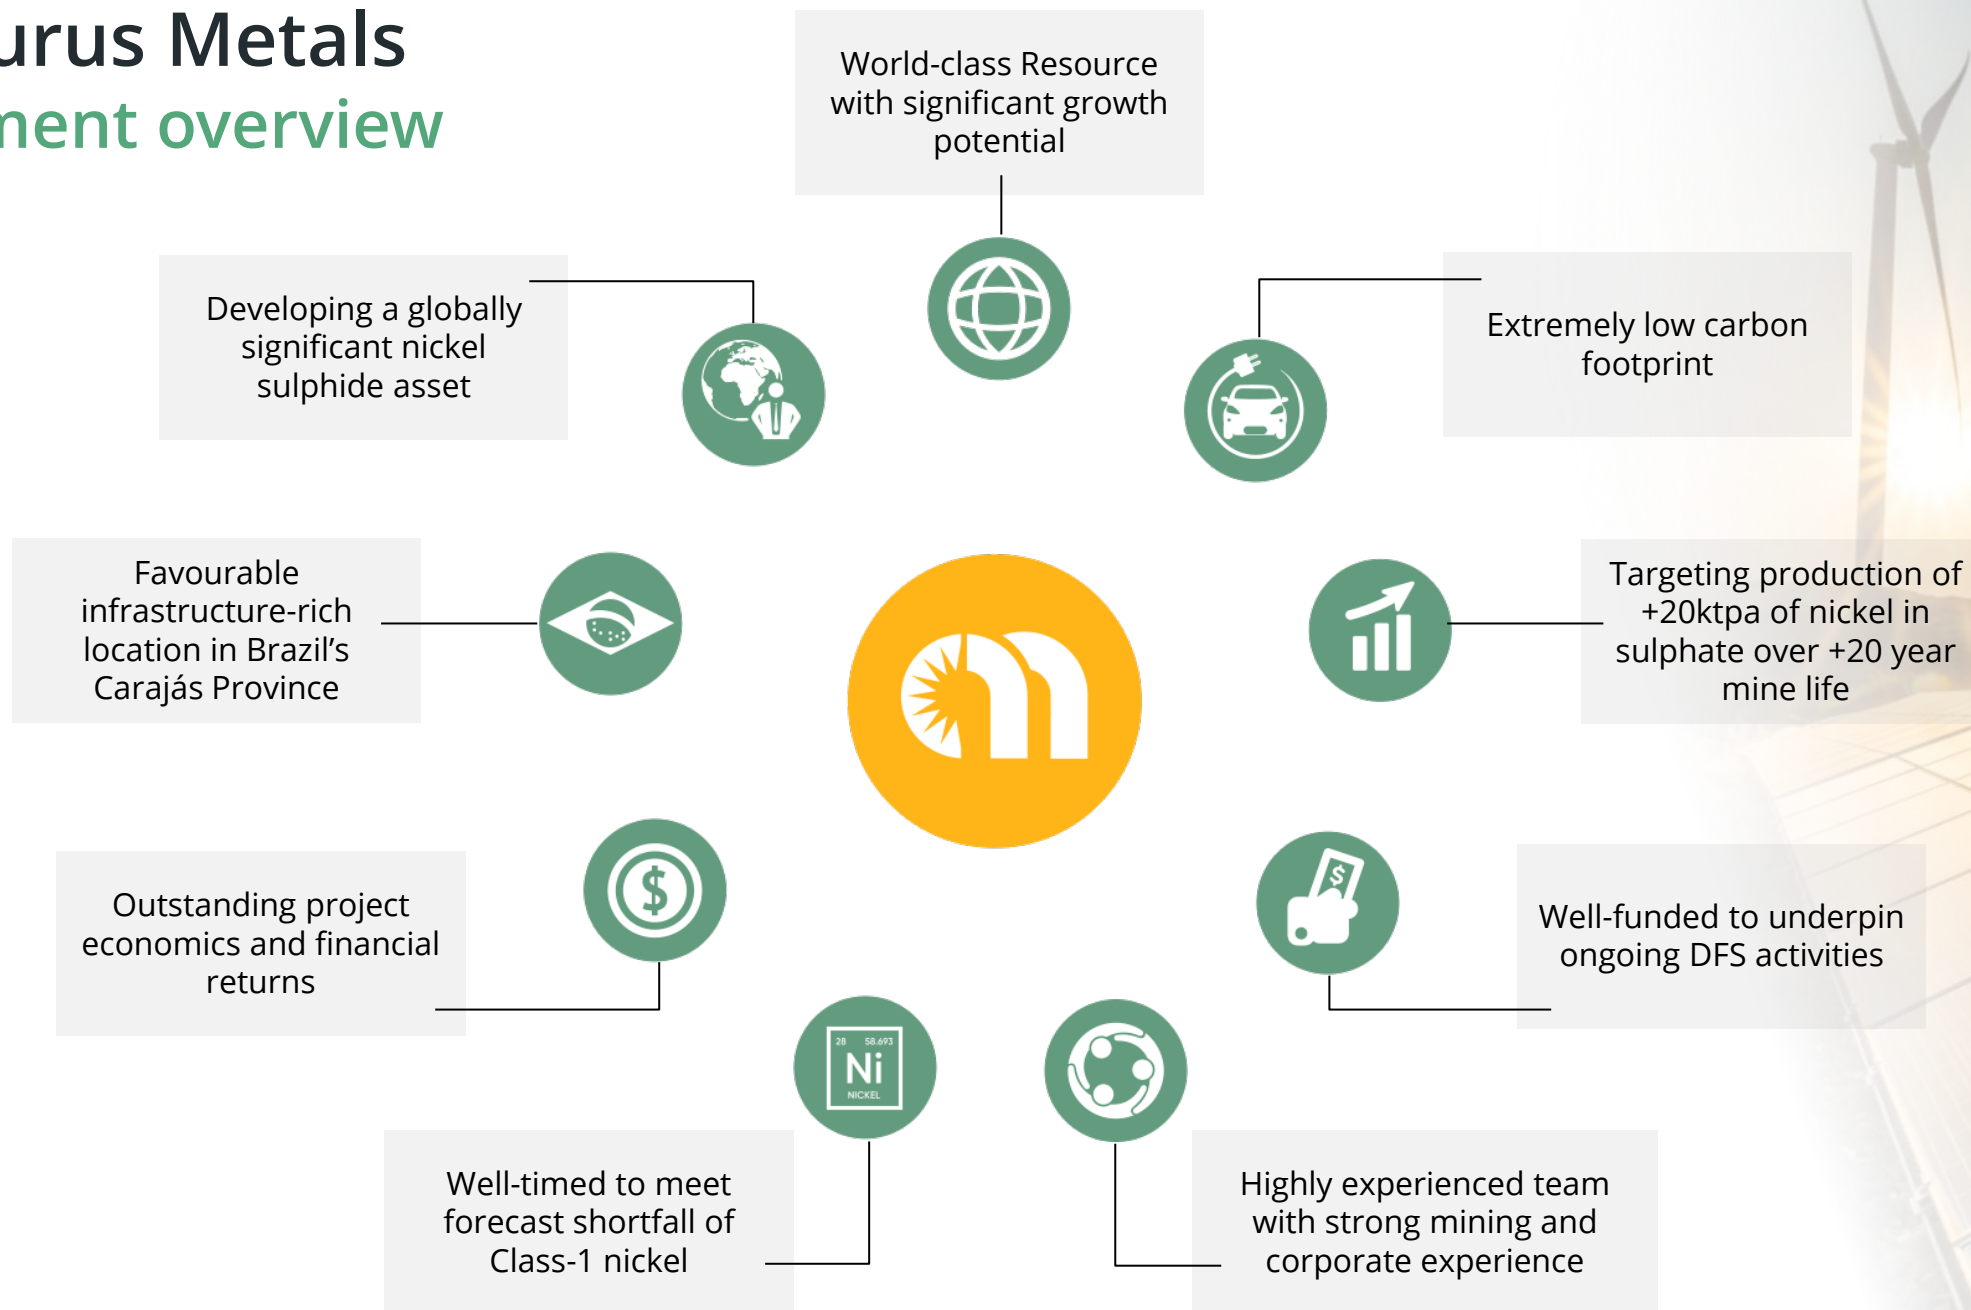 urus Metals
ment overview
World-class Resource
with significant growth
potential
Developing a globally
significant nickel
sulphide asset
Extremely low carbon
footprint
Favourable
infrastructure-rich
location in Brazil’s
Carajás Province
Targeting production of
+20ktpa of nickel in
sulphate over +20 year
mine life
Outstanding project
economics and financial
returns
$
$
Well-funded to underpin
ongoing DFS activities
28 58.693
Ni
NICKEL
Well-timed to meet
forecast shortfall of
Class-1 nickel
Highly experienced team
with strong mining and
corporate experience